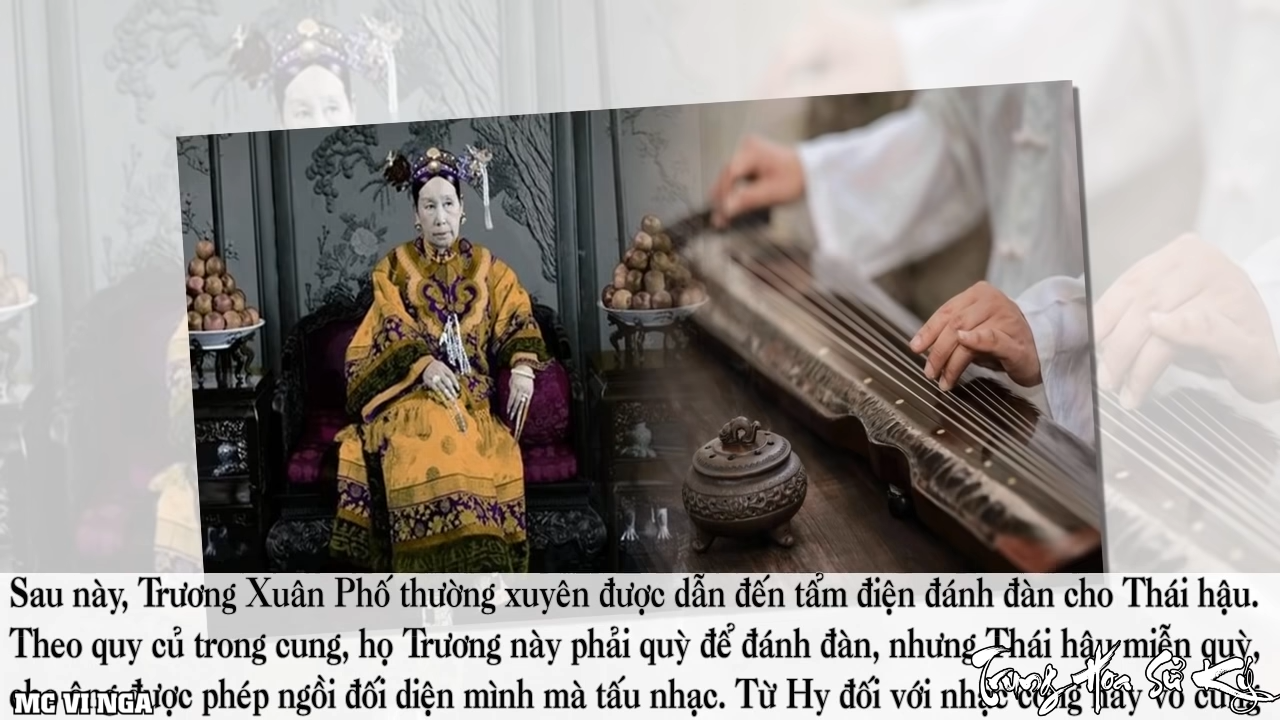 Sau này, Trương Xuân Phố thường xuyên được dẫn đến tẩm điện đánh đàn cho Thái hậu.
Theo quy củ trong cung, họ Trương này phải quỳ để đánh đàn, nhưng Thái hậu miễn quỳ,
được phép ngồi đối diện mình mà tấu nhạc. Từ Hy đối với nhạc công này vô cùng
MC VI NGA
Trung Hoa Sử Ký